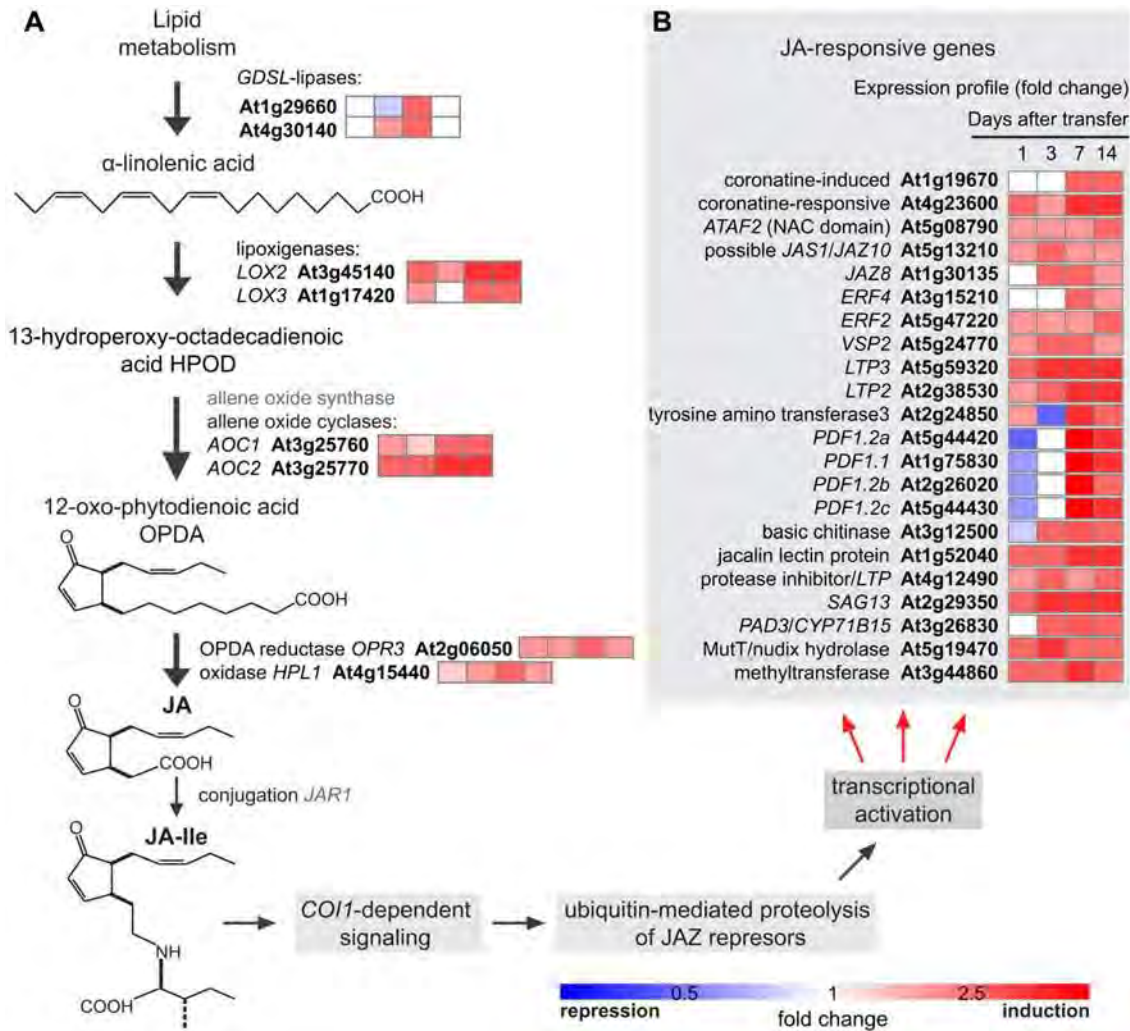 A
Lipid
metabolism
GDSL-lipases:
At1g29660
At4g30140
α-linolenic acid
COOH
lipoxigenases:
LOX2 At3g45140
LOX3 At1g17420
13-hydroperoxy-octadecadienoic
acid HPOD
allene oxide synthase
allene oxide cyclases:
AOC1 At3g25760
AOC2 At3g25770
12-oxo-phytodienoic acid
OPDA
O
COOH
OPDA reductase OPR3 At2g06050
oxidase HPL1 At4g15440
JA
O
COOH
conjugation JAR1
JA-Ile
O
NH
COOH
COI1-dependent
signaling
ubiquitin-mediated proteolysis
of JAZ represors
transcriptional
activation
B
JA-responsive genes
Expression profile (fold change)
Days after transfer
1 3 7 14
coronatine-induced At1g19670
coronatine-responsive At4g23600
ATAF2 (NAC domain) At5g08790
possible JAS1/JAZ10 At5g13210
JAZ8 At1g30135
ERF4 At3g15210
ERF2 At5g47220
VSP2 At5g24770
LTP3 At5g59320
LTP2 At2g38530
tyrosine amino transferase3 At2g24850
PDF1.2a At5g44420
PDF1.1 At1g75830
PDF1.2b At2g26020
PDF1.2c At5g44430
basic chitinase At3g12500
jacalin lectin protein At1g52040
protease inhibitor/LTP At4g12490
SAG13 At2g29350
PAD3/CYP71B15 At3g26830
MutT/nudix hydrolase At5g19470
methyltransferase At3g44860
0.5 1 2.5
repression fold change induction